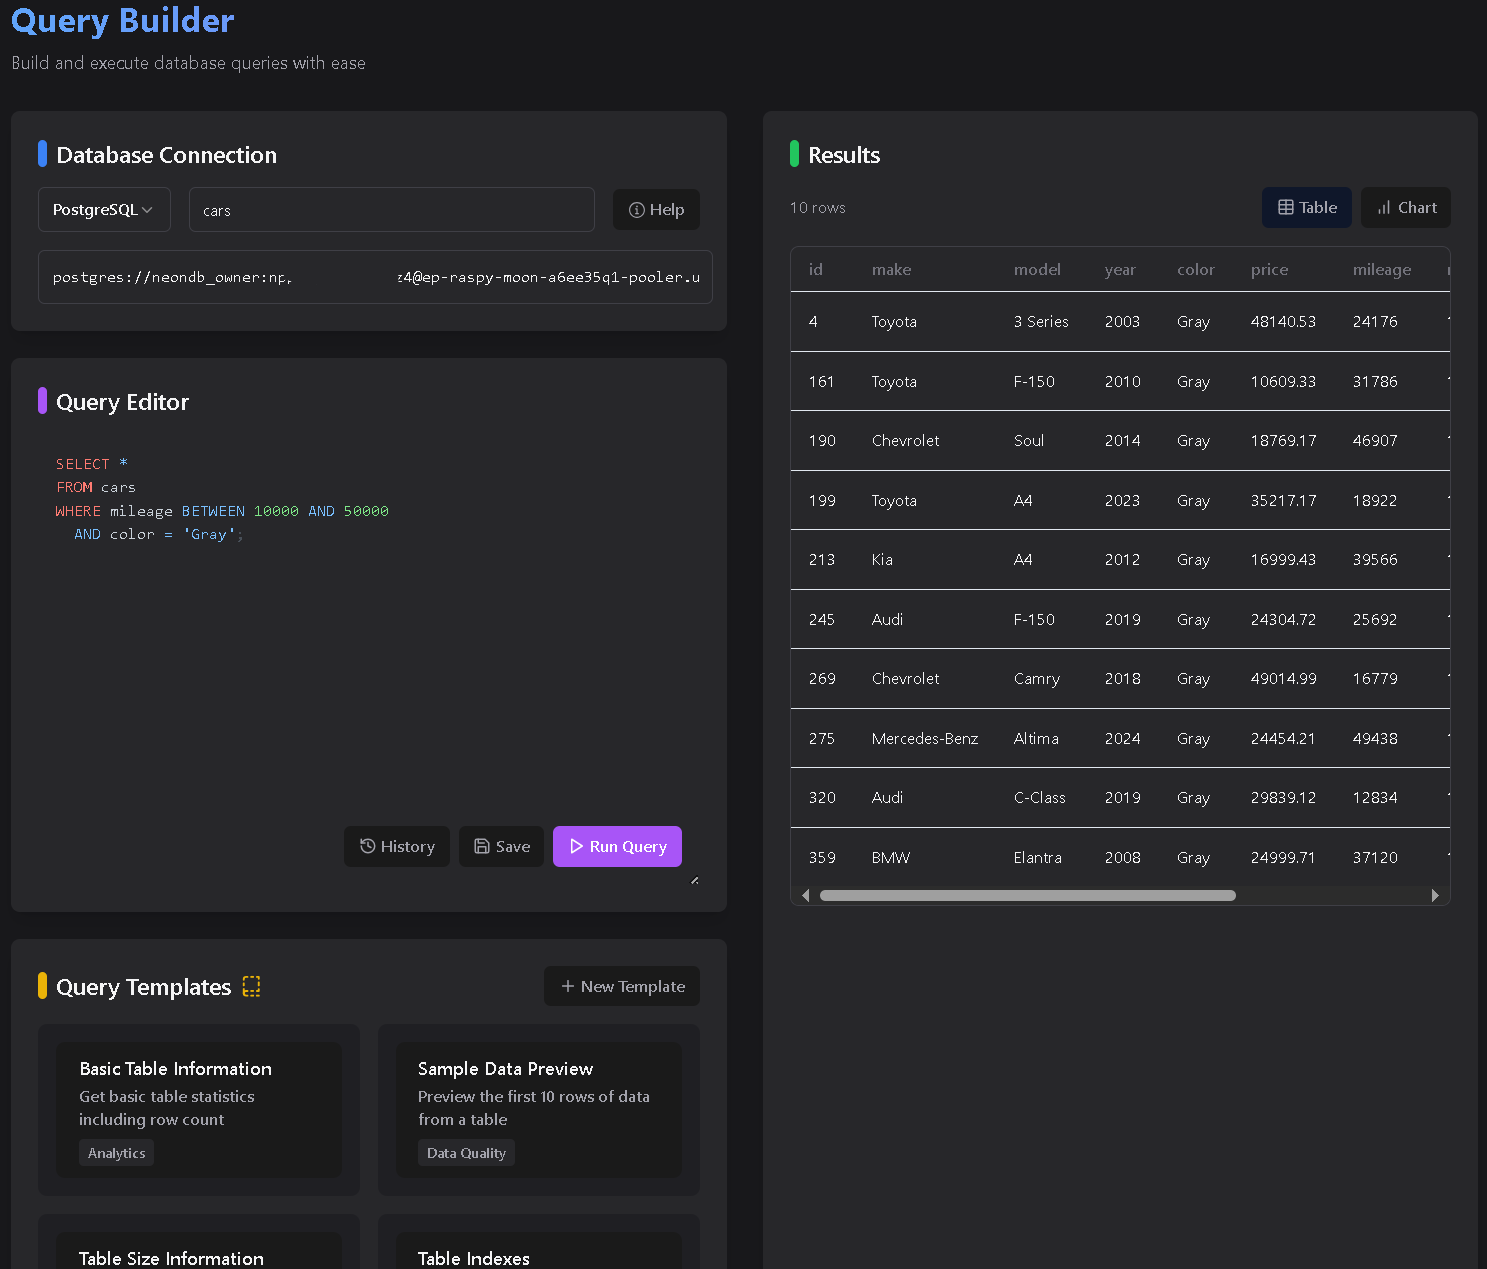 Query Builder
Build and execute database queries with ease
Database Connection
PostgreSQL
cars
Help
postgres://neondb_owner:np z4@ep-raspy-moon-a6ee35q1-pooler.u
Query Editor
SELECT *
FROM cars
WHERE mileage BETWEEN 10000 AND 50000
AND color = 'Gray';
History
Save
Run Query
Query Templates
New Template
Basic Table Information
Get basic table statistics
including row count
Analytics
Sample Data Preview
Preview the first 10 rows of data
from a table
Data Quality
Table Size Information
Table Indexes
Results
10 rows
Table
Chart
id make model year color price mileage
4 Toyota 3 Series 2003 Gray 48140.53 24176
161 Toyota F-150 2010 Gray 10609.33 31786
190 Chevrolet Soul 2014 Gray 18769.17 46907
199 Toyota A4 2023 Gray 35217.17 18922
213 Kia A4 2012 Gray 16999.43 39566
245 Audi F-150 2019 Gray 24304.72 25692
269 Chevrolet Camry 2018 Gray 49014.99 16779
275 Mercedes-Benz Altima 2024 Gray 24454.21 49438
320 Audi C-Class 2019 Gray 29839.12 12834
359 BMW Elantra 2008 Gray 24999.71 37120